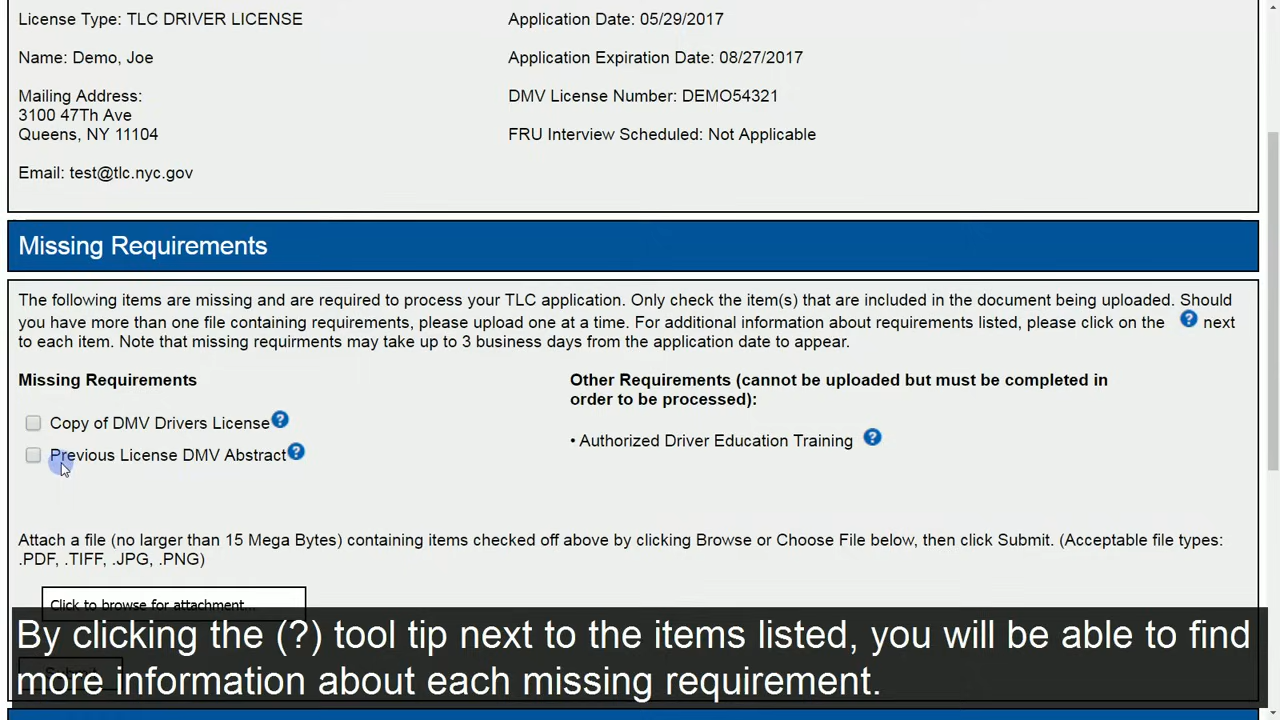 License Type: TLC DRIVER LICENSE
Application Date: 05/29/2017
Name: Demo, Joe
Application Expiration Date: 08/27/2017
Mailing Address:
3100 47Th Ave
Queens, NY 11104
DMV License Number: DEMO54321
FRU Interview Scheduled: Not Applicable
Email: test@tlc.nyc.gov
Missing Requirements
The following items are missing and are required to process your TLC application. Only check the item(s) that are included in the document being uploaded. Should
you have more than one file containing requirements, please upload one at a time. For additional information about requirements listed, please click on the ? next
to each item. Note that missing requirments may take up to 3 business days from the application date to appear.
Missing Requirements
Copy of DMV Drivers License ?
Previous License DMV Abstract ?
Other Requirements (cannot be uploaded but must be completed in
order to be processed):
• Authorized Driver Education Training ?
Attach a file (no larger than 15 Mega Bytes) containing items checked off above by clicking Browse or Choose File below, then click Submit. (Acceptable file types:
.PDF, .TIFF, .JPG, .PNG)
Click to browse for attachment...
Submit
By clicking the (?) tool tip next to the items listed, you will be able to find
more information about each missing requirement.